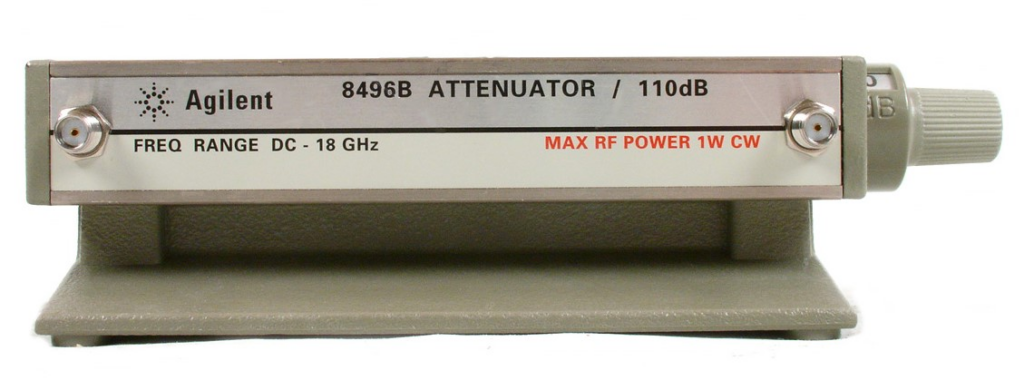 Agilent 8496B ATTENUATOR / 110dB
FREQ RANGE DC - 18 GHz MAX RF POWER 1W CW